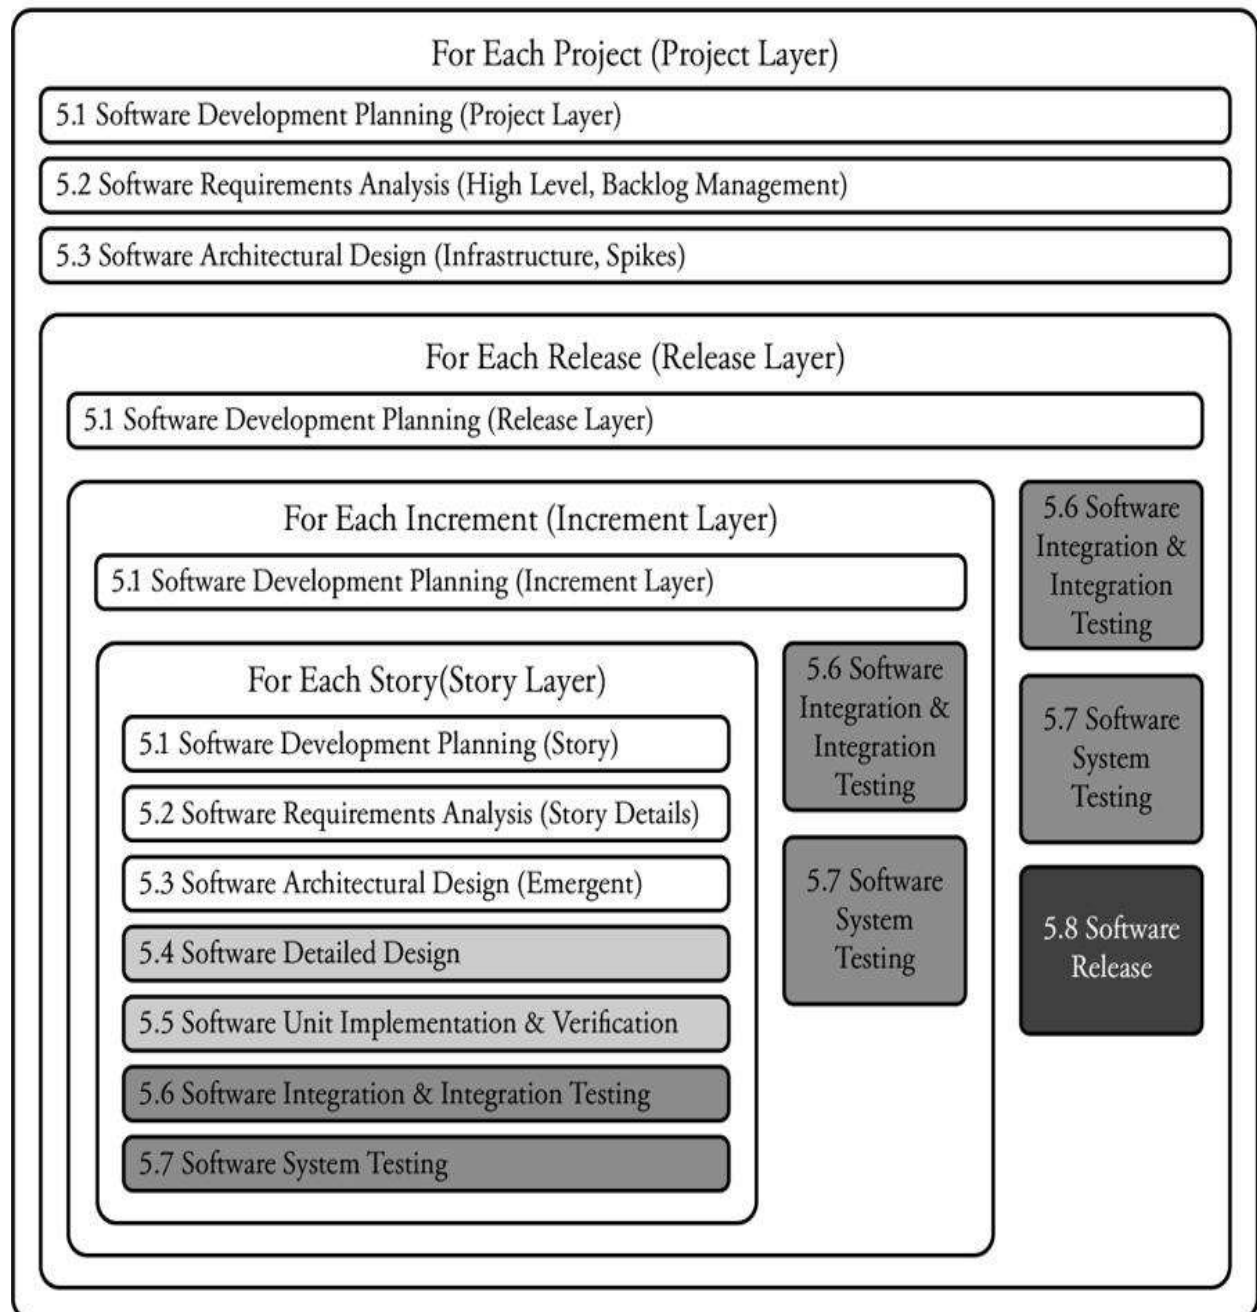 For Each Project (Project Layer)
5.1 Software Development Planning (Project Layer)
5.2 Software Requirements Analysis (High Level, Backlog Management)
5.3 Software Architectural Design (Infrastructure, Spikes)
For Each Release (Release Layer)
5.1 Software Development Planning (Release Layer)
For Each Increment (Increment Layer)
5.1 Software Development Planning (Increment Layer)
For Each Story(Story Layer)
5.1 Software Development Planning (Story)
5.2 Software Requirements Analysis (Story Details)
5.3 Software Architectural Design (Emergent)
5.4 Software Detailed Design
5.5 Software Unit Implementation & Verification
5.6 Software Integration & Integration Testing
5.7 Software System Testing
5.6 Software
Integration &
Integration
Testing
5.7 Software
System
Testing
5.6 Software
Integration &
Integration
Testing
5.7 Software
System
Testing
5.8 Software
Release